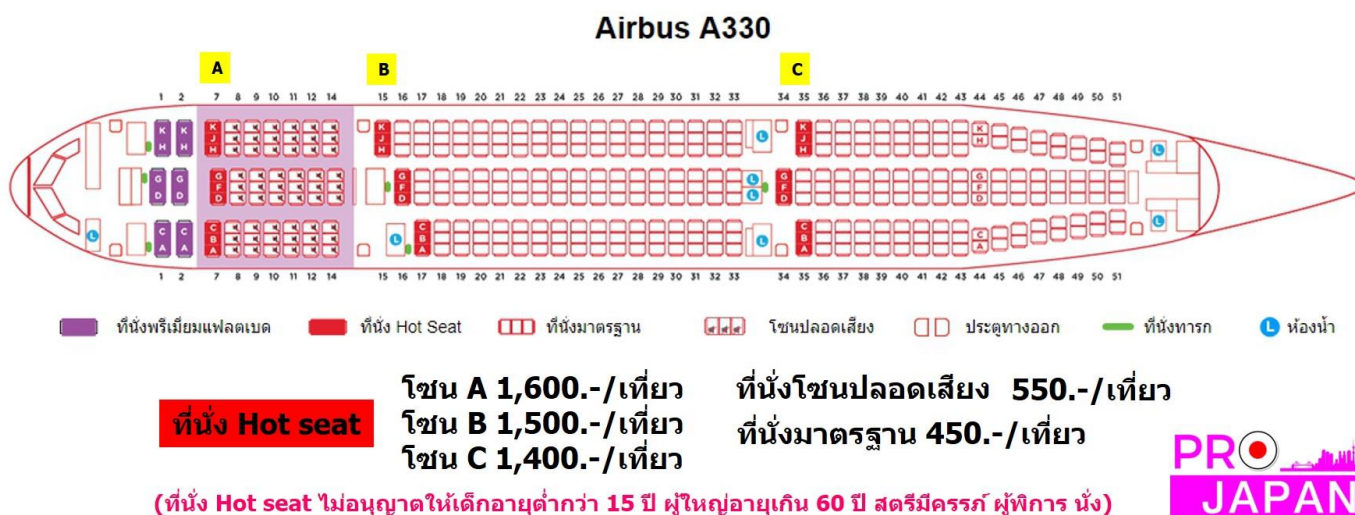 Airbus A330
A B C
1 2 7 8 9 10 11 12 14 15 16 17 18 19 20 21 22 23 24 25 26 27 28 29 30 31 32 33 34 35 36 37 38 39 40 41 42 43 44 45 46 47 48 49 50 51
K K K K K K
H H J J J H
H H H
L
G G G G G G
D D F F F F
D D D D
L
L
C C C C C C
A A B B B A
A A A
L L L L
L
1 2 7 8 9 10 11 12 14 15 16 17 18 19 20 21 22 23 24 25 26 27 28 29 30 31 32 33 34 35 36 37 38 39 40 41 42 43 44 45 46 47 48 49 50 51
ที่นั่งพรีเมียมแฟลตเบด ที่นั่ง Hot Seat ที่นั่งมาตรฐาน โซนปลอดเสียง ประตูทางออก ที่นั่งทารก L ห้องน้ำ
ที่นั่ง Hot seat
โซน A 1,600.-/เที่ยว
โซน B 1,500.-/เที่ยว
โซน C 1,400.-/เที่ยว
ที่นั่งโซนปลอดเสียง 550.-/เที่ยว
ที่นั่งมาตรฐาน 450.-/เที่ยว
(ที่นั่ง Hot seat ไม่อนุญาตให้เด็กอายุต่ำกว่า 15 ปี ผู้ใหญ่อายุเกิน 60 ปี สตรีมีครรภ์ ผู้พิการ นั่ง)
PRO
JAPAN